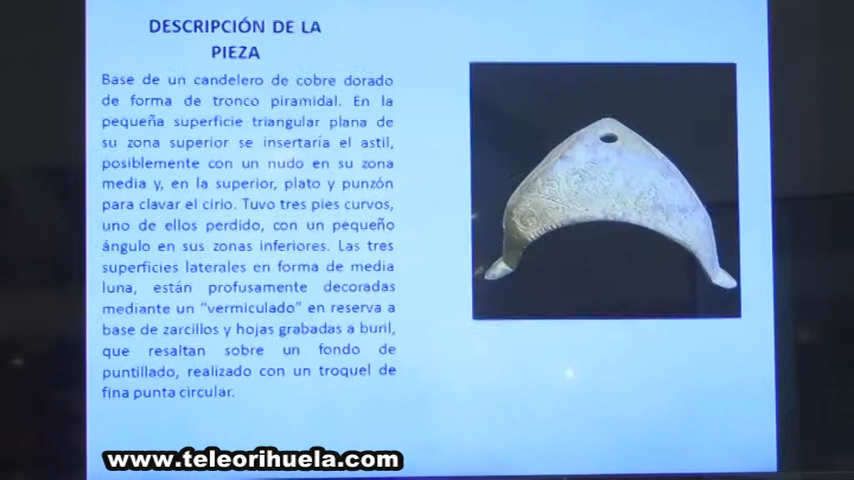 DESCRIPCIÓN DE LA
PIEZA
Base de un candelero de cobre dorado
de forma de tronco piramidal. En la
pequeña superficie triangular plana de
su zona superior se insertaría el astil,
posiblemente con un nudo en su zona
media y, en la superior, plato y punzón
para clavar el cirio. Tuvo tres pies curvos,
uno de ellos perdido, con un pequeño
ángulo en sus zonas inferiores. Las tres
superficies laterales en forma de media
luna, están profusamente decoradas
mediante un “vermiculado” en reserva a
base de zarcillos y hojas grabadas a buril,
que resaltan sobre un fondo de
puntillado, realizado con un troquel de
fina punta circular.
www.teleorihuela.com